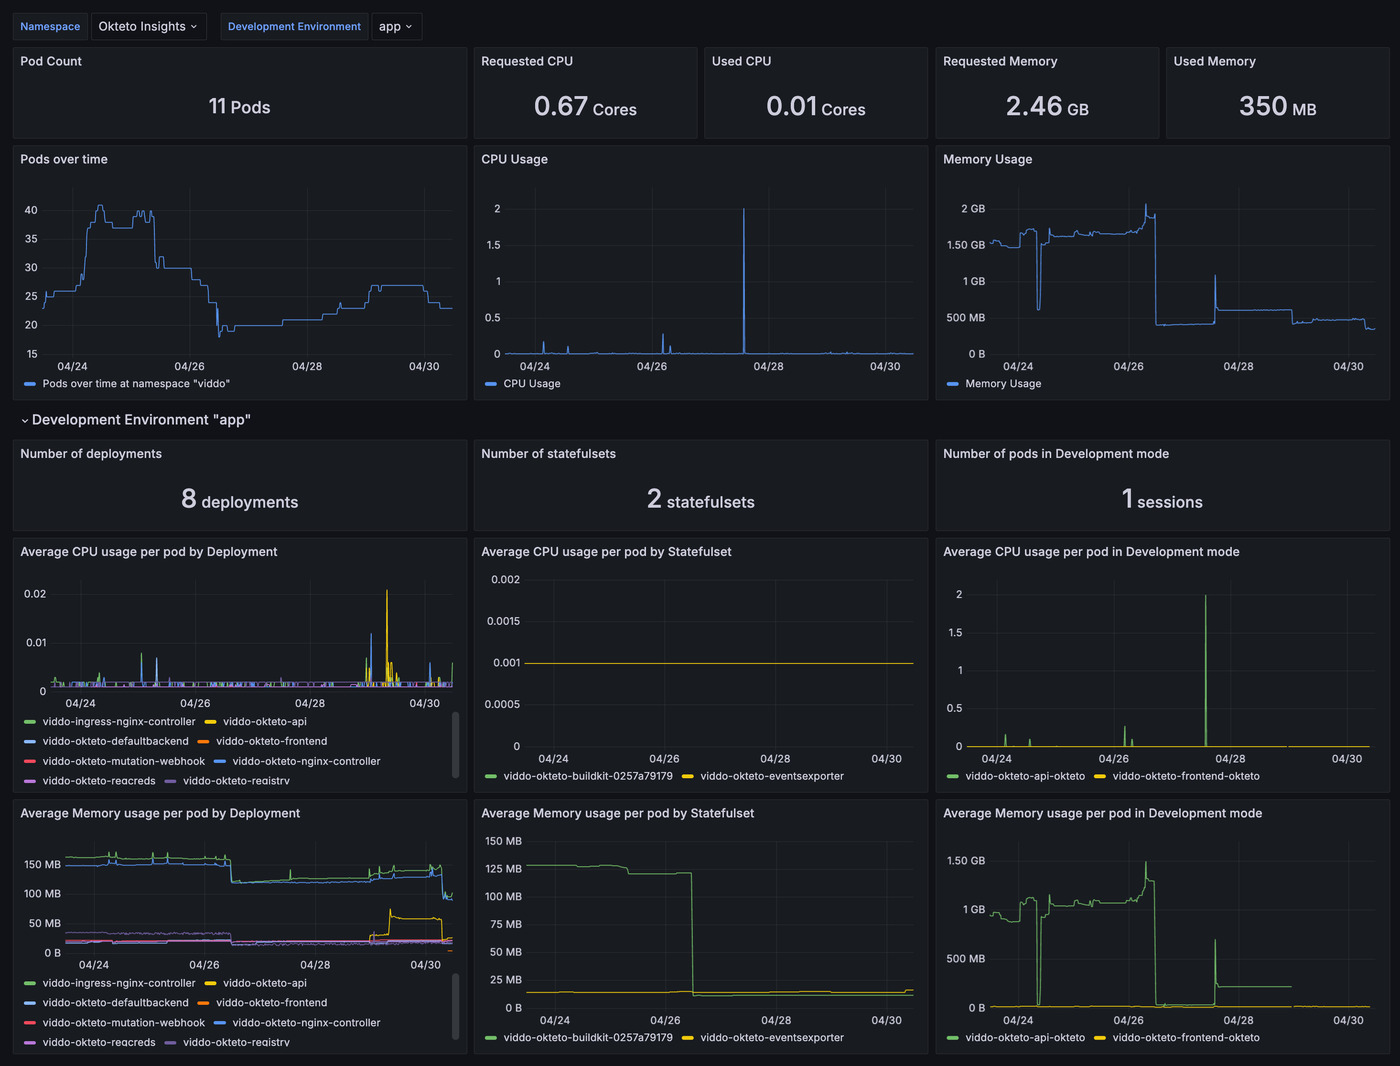 Namespace Okteto Insights Development Environment app
Pod Count
11 Pods
Requested CPU
0.67 Cores
Used CPU
0.01 Cores
Requested Memory
2.46 GB
Used Memory
350 MB
Pods over time
40
35
30
25
20
15
04/24 04/26 04/28 04/30
Pods over time at namespace "viddo"
CPU Usage
2
1.5
1
0.5
0
04/24 04/26 04/28 04/30
CPU Usage
Memory Usage
2 GB
1.50 GB
1 GB
500 MB
0 B
04/24 04/26 04/28 04/30
Memory Usage
Development Environment "app"
Number of deployments
8 deployments
Number of statefulsets
2 statefulsets
Number of pods in Development mode
1 sessions
Average CPU usage per pod by Deployment
0.02
0.01
0
04/24 04/26 04/28 04/30
viddo-ingress-nginx-controller viddo-okteto-api
viddo-okteto-defaultbackend viddo-okteto-frontend
viddo-okteto-mutation-webhook viddo-okteto-nginx-controller
viddo-okteto-regcreds viddo-okteto-registry
Average CPU usage per pod by Statefulset
0.002
0.0015
0.001
0.0005
0
04/24 04/26 04/28 04/30
viddo-okteto-buildkit-0257a79179 viddo-okteto-eventsexporter
Average CPU usage per pod in Development mode
2
1.5
1
0.5
0
04/24 04/26 04/28 04/30
viddo-okteto-api-okteto viddo-okteto-frontend-okteto
Average Memory usage per pod by Deployment
150 MB
100 MB
50 MB
0 B
04/24 04/26 04/28 04/30
viddo-ingress-nginx-controller viddo-okteto-api
viddo-okteto-defaultbackend viddo-okteto-frontend
viddo-okteto-mutation-webhook viddo-okteto-nginx-controller
viddo-okteto-regcreds viddo-okteto-registry
Average Memory usage per pod by Statefulset
150 MB
125 MB
100 MB
75 MB
50 MB
25 MB
0 B
04/24 04/26 04/28 04/30
viddo-okteto-buildkit-0257a79179 viddo-okteto-eventsexporter
Average Memory usage per pod in Development mode
1.50 GB
1 GB
500 MB
0 B
04/24 04/26 04/28 04/30
viddo-okteto-api-okteto viddo-okteto-frontend-okteto